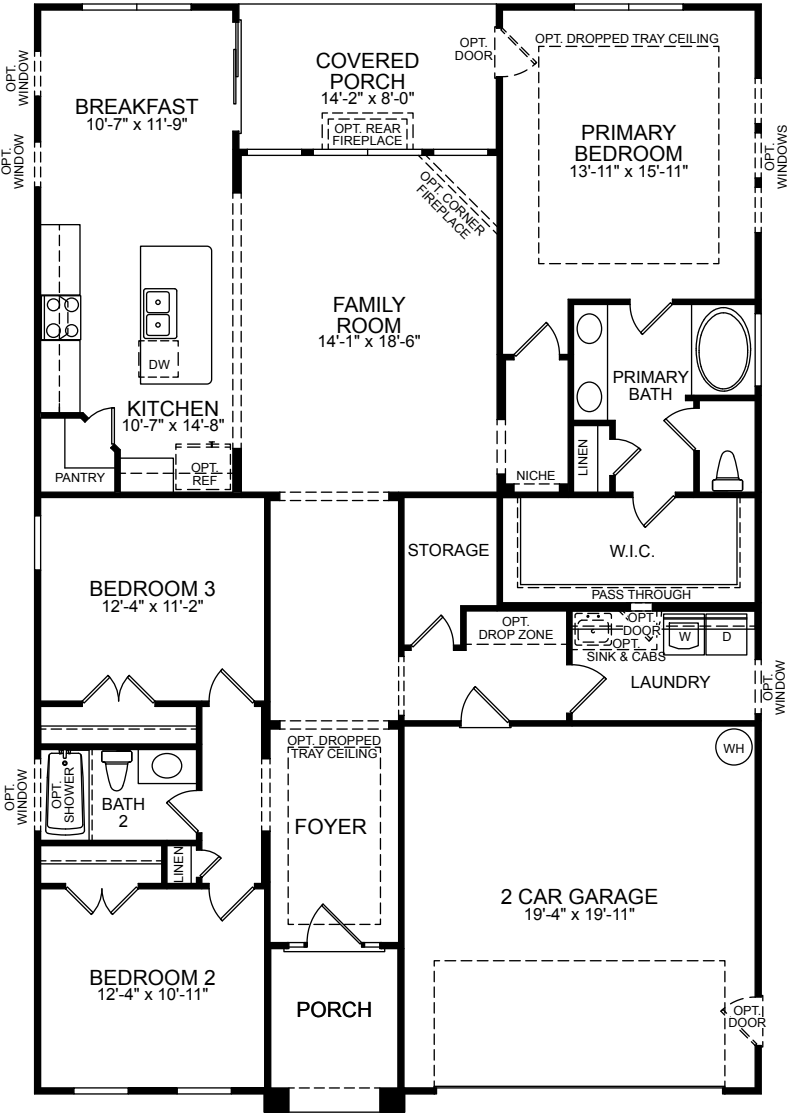 OPT.
WINDOW
OPT.
WINDOW
BREAKFAST
10'-7" x 11'-9"
COVERED
PORCH
14'-2" x 8'-0"
OPT. REAR
FIREPLACE
OPT.
DOOR
OPT. DROPPED TRAY CEILING
PRIMARY
BEDROOM
13'-11" x 15'-11"
OPT.
WINDOWS
OPT. CORNER
FIREPLACE
FAMILY
ROOM
14'-1" x 18'-6"
DW
KITCHEN
10'-7" x 14'-8"
PANTRY
OPT.
REF
PRIMARY
BATH
LINEN
NICHE
STORAGE
W.I.C.
PASS THROUGH
BEDROOM 3
12'-4" x 11'-2"
OPT.
DROP ZONE
OPT.
DOOR
OPT.
SINK & CABS
W
D
LAUNDRY
OPT.
WINDOW
OPT. DROPPED
TRAY CEILING
WH
OPT.
WINDOW
OPT.
SHOWER
BATH
2
LINEN
FOYER
2 CAR GARAGE
19'-4" x 19'-11"
BEDROOM 2
12'-4" x 10'-11"
PORCH
OPT.
DOOR